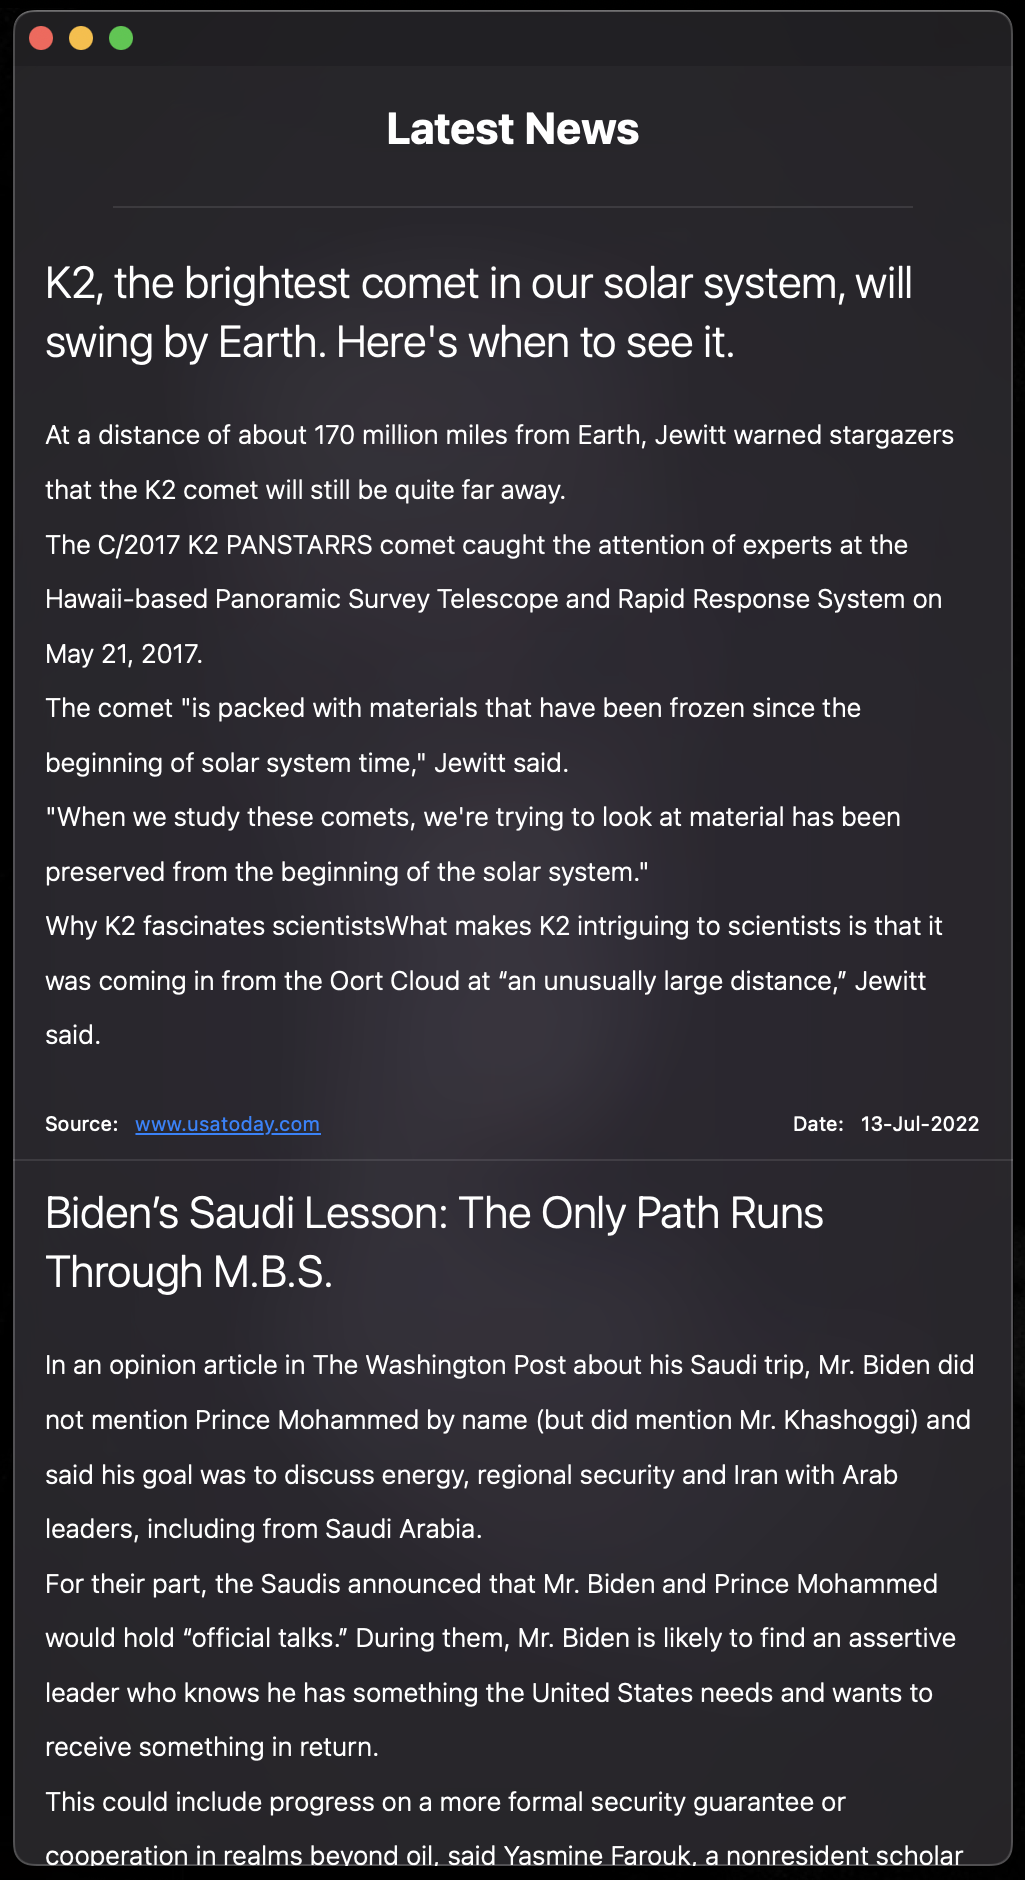 Latest News
K2, the brightest comet in our solar system, will
swing by Earth. Here's when to see it.
At a distance of about 170 million miles from Earth, Jewitt warned stargazers
that the K2 comet will still be quite far away.
The C/2017 K2 PANSTARRS comet caught the attention of experts at the
Hawaii-based Panoramic Survey Telescope and Rapid Response System on
May 21, 2017.
The comet "is packed with materials that have been frozen since the
beginning of solar system time," Jewitt said.
"When we study these comets, we're trying to look at material has been
preserved from the beginning of the solar system."
Why K2 fascinates scientistsWhat makes K2 intriguing to scientists is that it
was coming in from the Oort Cloud at “an unusually large distance,” Jewitt
said.
Source: www.usatoday.com Date: 13-Jul-2022
Biden’s Saudi Lesson: The Only Path Runs
Through M.B.S.
In an opinion article in The Washington Post about his Saudi trip, Mr. Biden did
not mention Prince Mohammed by name (but did mention Mr. Khashoggi) and
said his goal was to discuss energy, regional security and Iran with Arab
leaders, including from Saudi Arabia.
For their part, the Saudis announced that Mr. Biden and Prince Mohammed
would hold “official talks.” During them, Mr. Biden is likely to find an assertive
leader who knows he has something the United States needs and wants to
receive something in return.
This could include progress on a more formal security guarantee or
cooperation in realms beyond oil, said Yasmine Farouk, a nonresident scholar